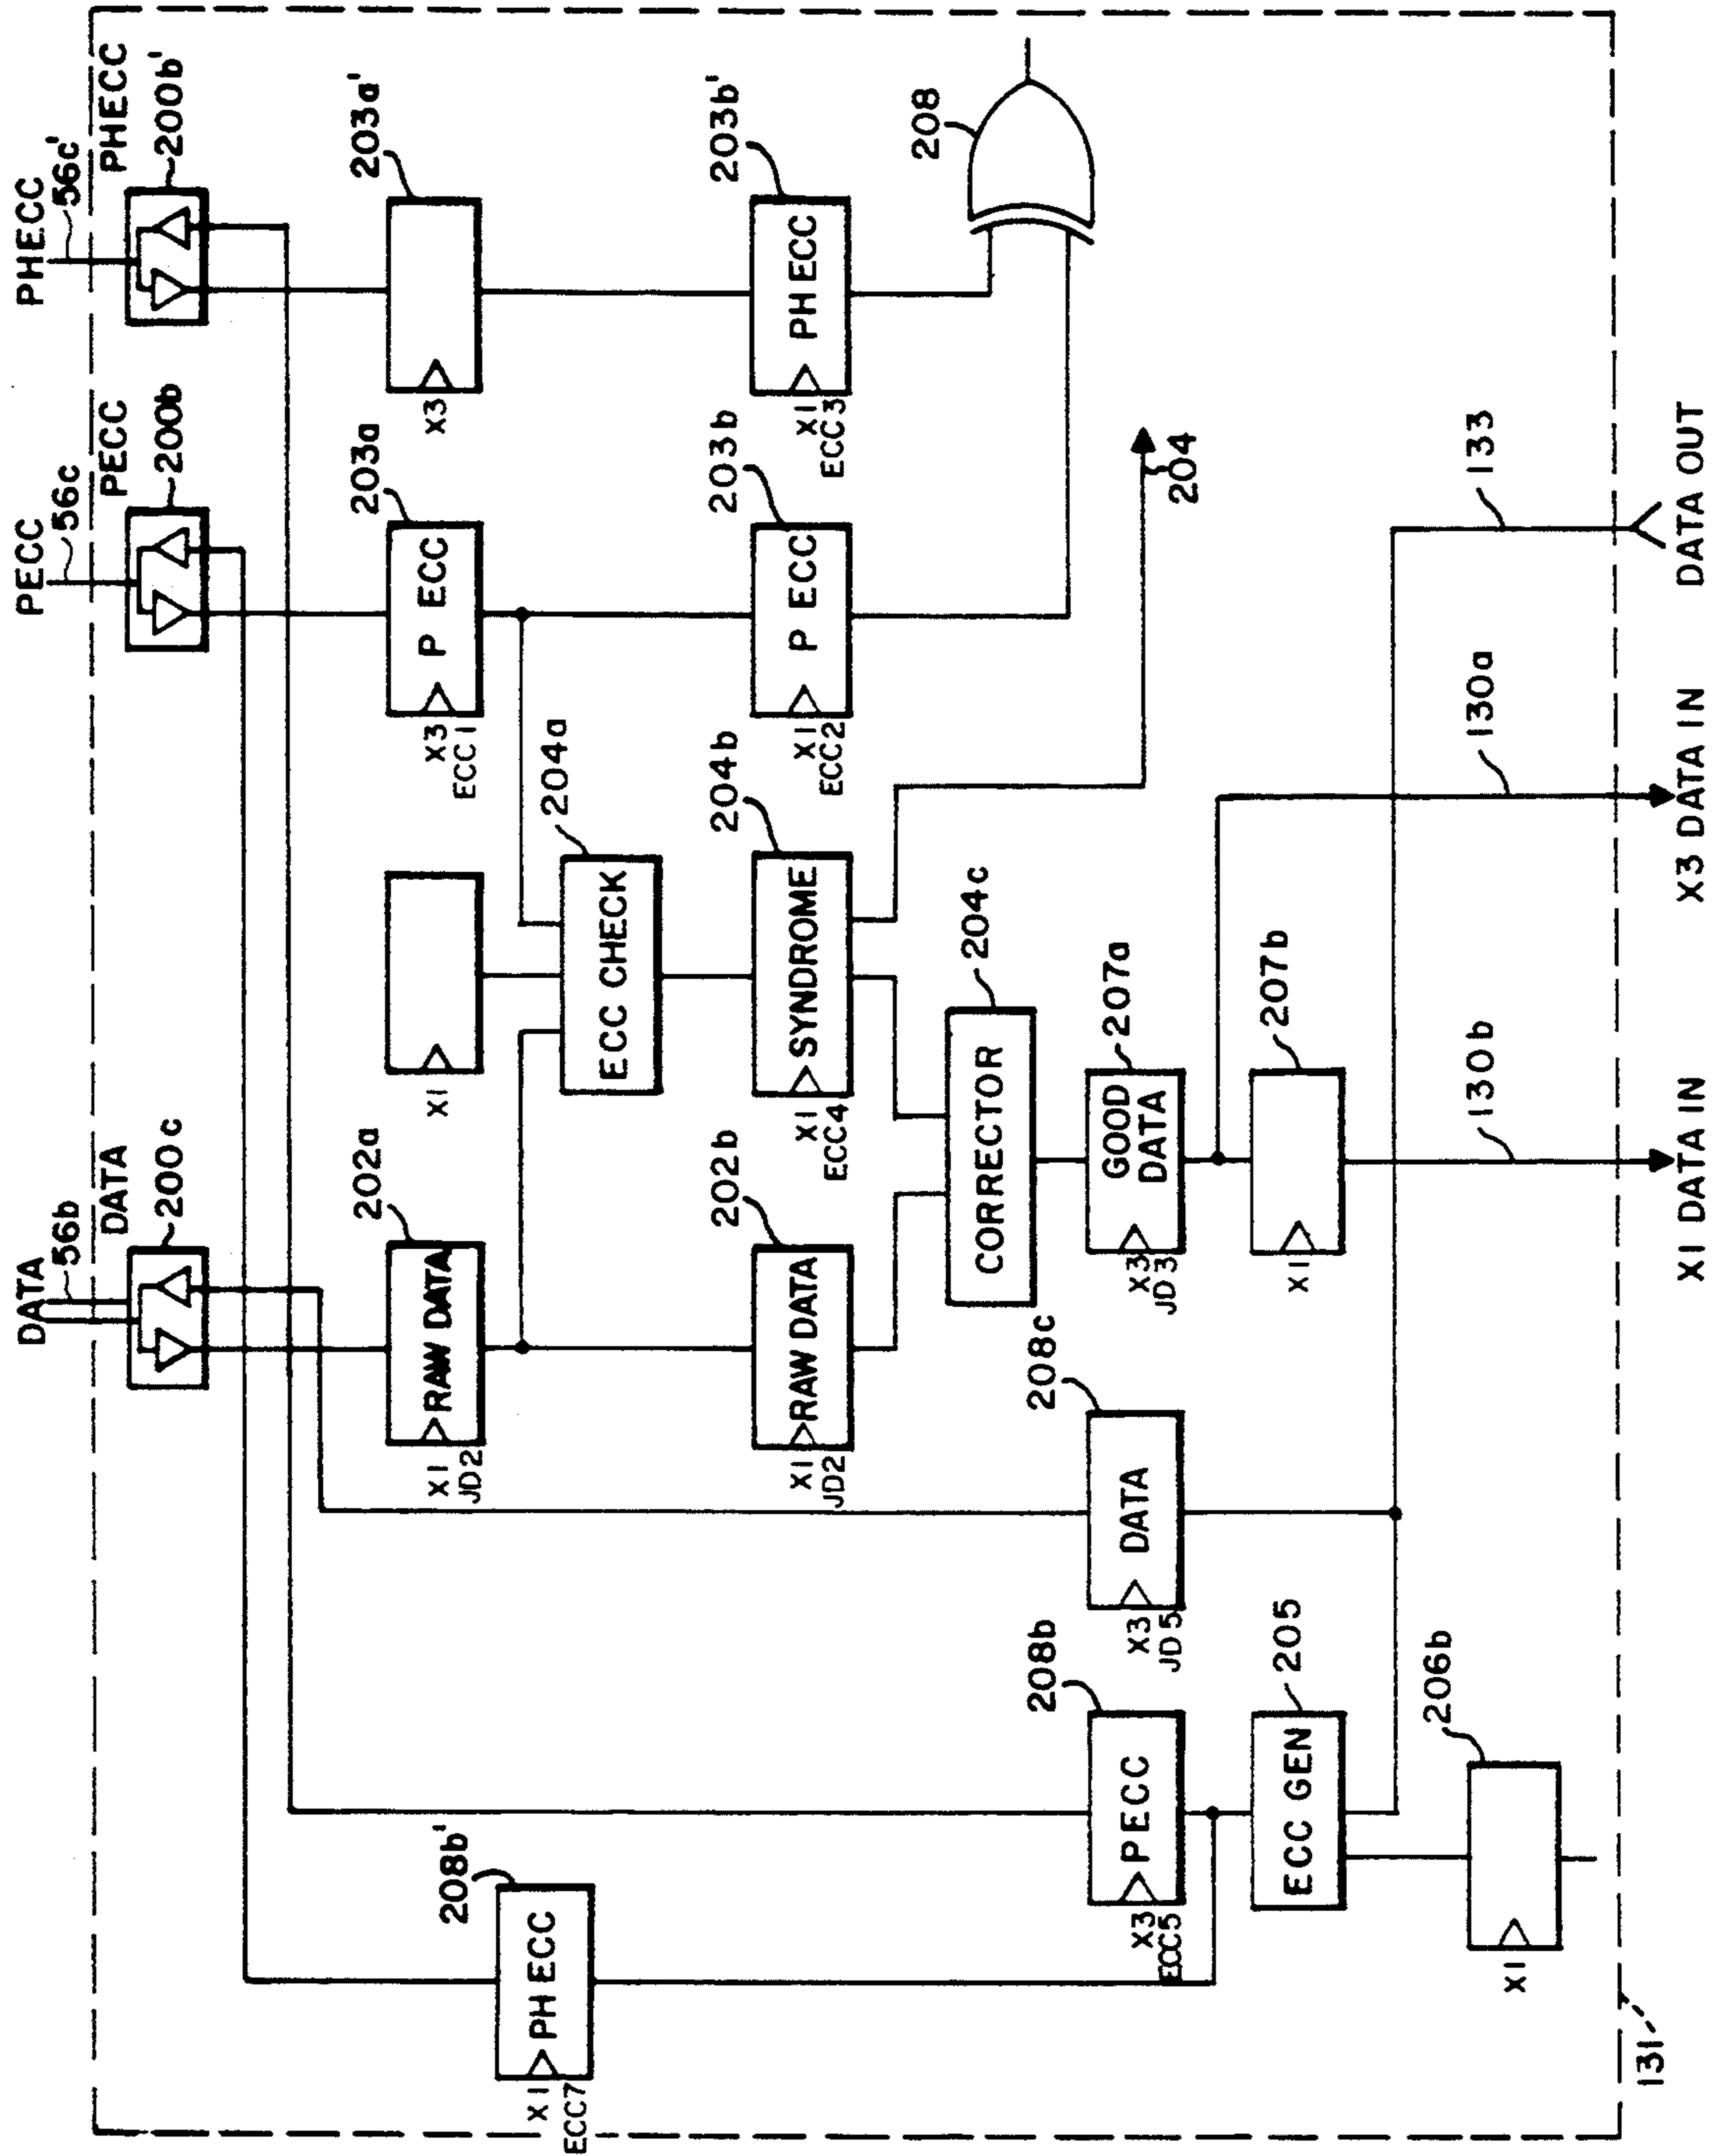 DATA
56b
DATA
200c
PECC
56c
PECC
200b
PHECC
56c'
PHECC
200b'
202a
RAW DATA
X1
JD2
X1
203a
P ECC
X3
ECC1
203a'
X3
204a
ECC CHECK
208b'
PH ECC
X1
ECC7
202b
RAW DATA
X1
JD2
204b
SYNDROME
X1
ECC4
203b
P ECC
X1
ECC2
203b'
PHECC
X1
ECC3
208
204
204c
CORRECTOR
208b
PECC
X3
ECC5
208c
DATA
X3
JD5
207a
GOOD
DATA
X3
JD3
205
ECC GEN
207b
X1
206b
X1
130b
130a
133
131
X1 DATA IN
X3 DATA IN
DATA OUT